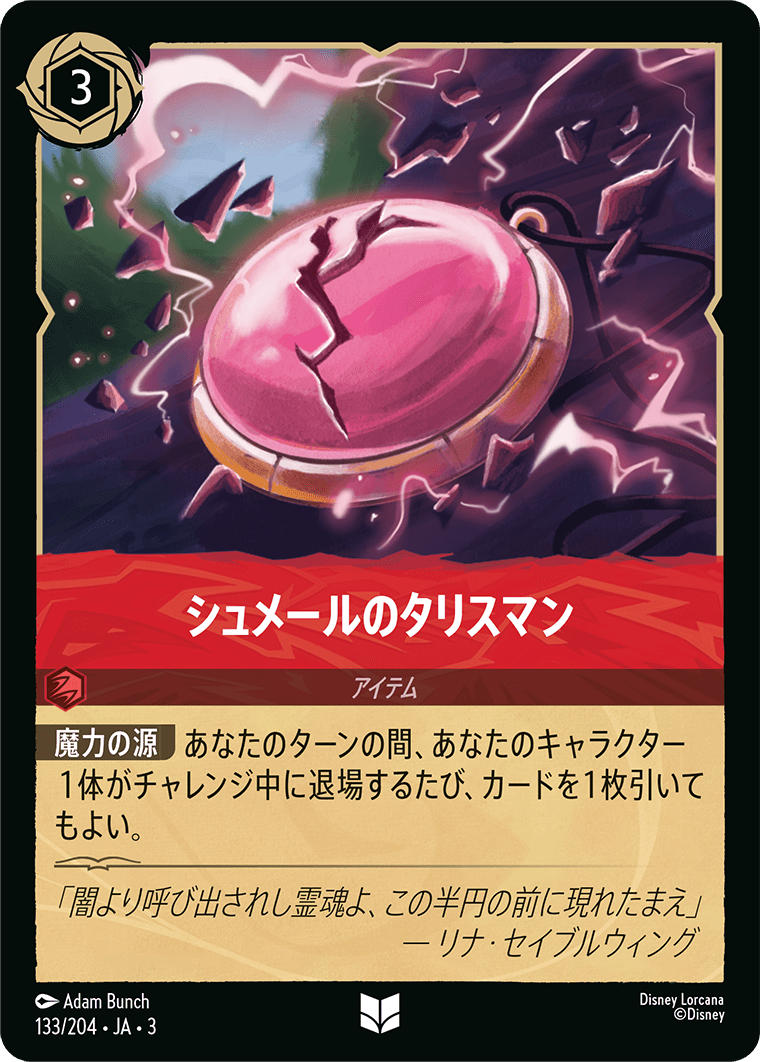 3
シュメールのタリスマン
アイテム
魔力の源 あなたのターンの間、あなたのキャラクター
1体がチャレンジ中に退場するたび、カードを1枚引いて
もよい。
「闇より呼び出されし霊魂よ、この半円の前に現れたまえ」
— リナ・セイブルウィング
Adam Bunch
133/204 • JA • 3
Disney Lorcana
©Disney